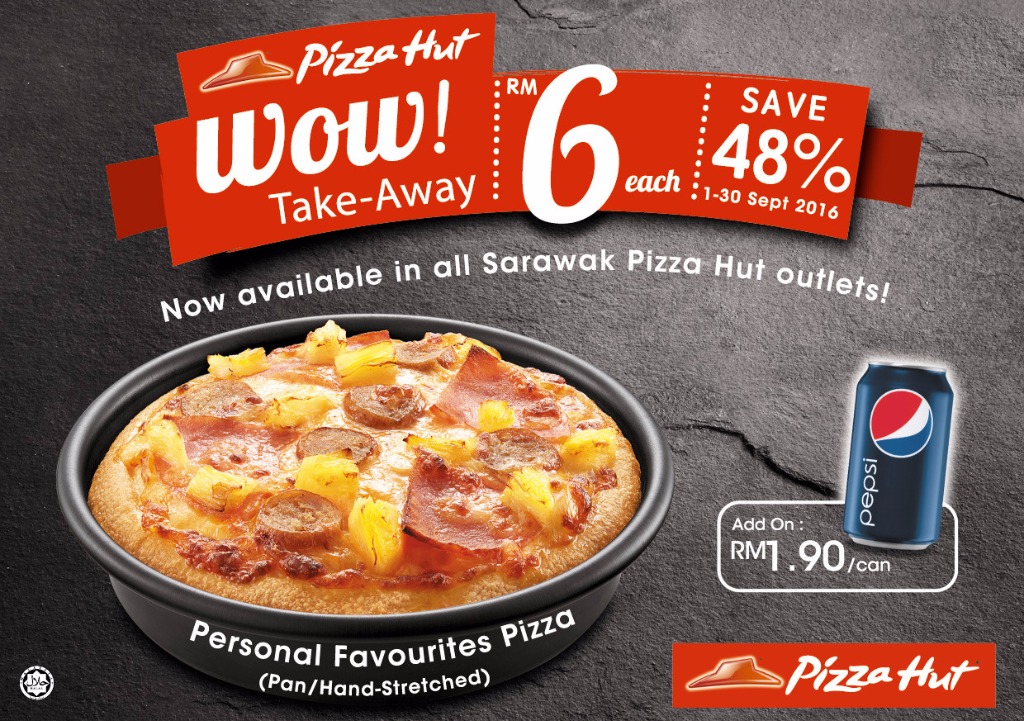 Pizza Hut
WOW!
Take-Away
RM 6 each
SAVE
48%
1-30 Sept 2016
Now available in all Sarawak Pizza Hut outlets!
pepsi
Add On :
RM1.90/can
Personal Favourites Pizza
(Pan/Hand-Stretched)
Pizza Hut